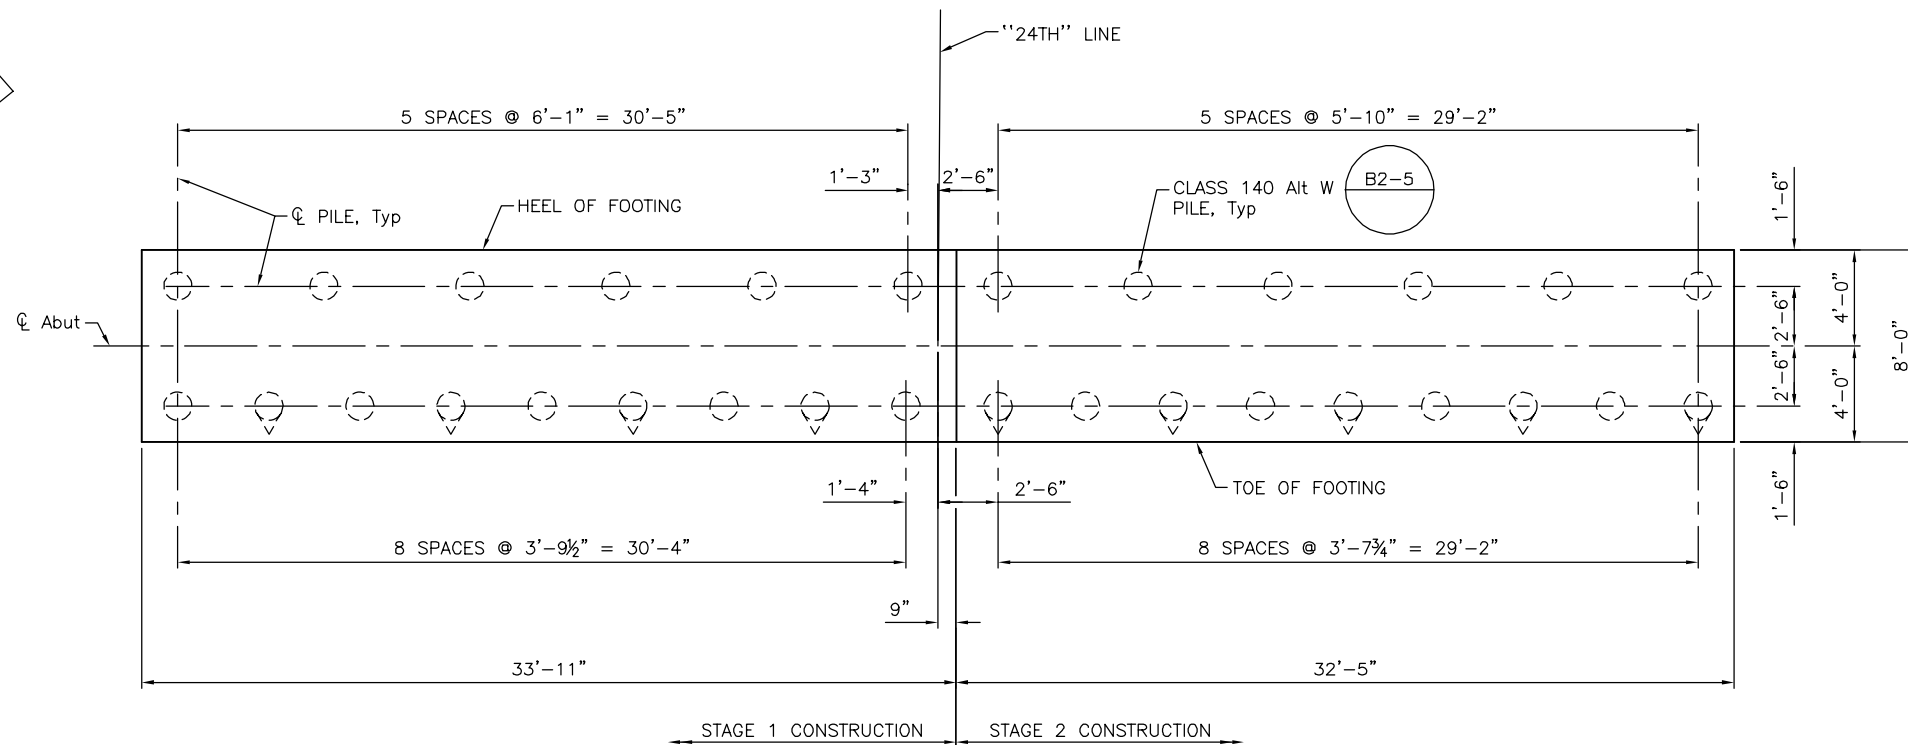 "24TH" LINE
5 SPACES @ 6'-1" = 30'-5"
5 SPACES @ 5'-10" = 29'-2"
1'-3"
2'-6"
CLASS 140 Alt W
PILE, Typ
B2-5
1'-6"
℄ PILE, Typ
HEEL OF FOOTING
℄ Abut
2'-6"
4'-0"
8'-0"
2'-6"
4'-0"
1'-4"
2'-6"
TOE OF FOOTING
1'-6"
8 SPACES @ 3'-9½" = 30'-4"
8 SPACES @ 3'-7¾" = 29'-2"
9"
33'-11"
32'-5"
STAGE 1 CONSTRUCTION
STAGE 2 CONSTRUCTION